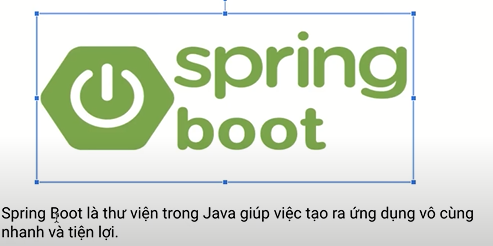 spring
boot
Spring Boot là thư viện trong Java giúp việc tạo ra ứng dụng vô cùng
nhanh và tiện lợi.